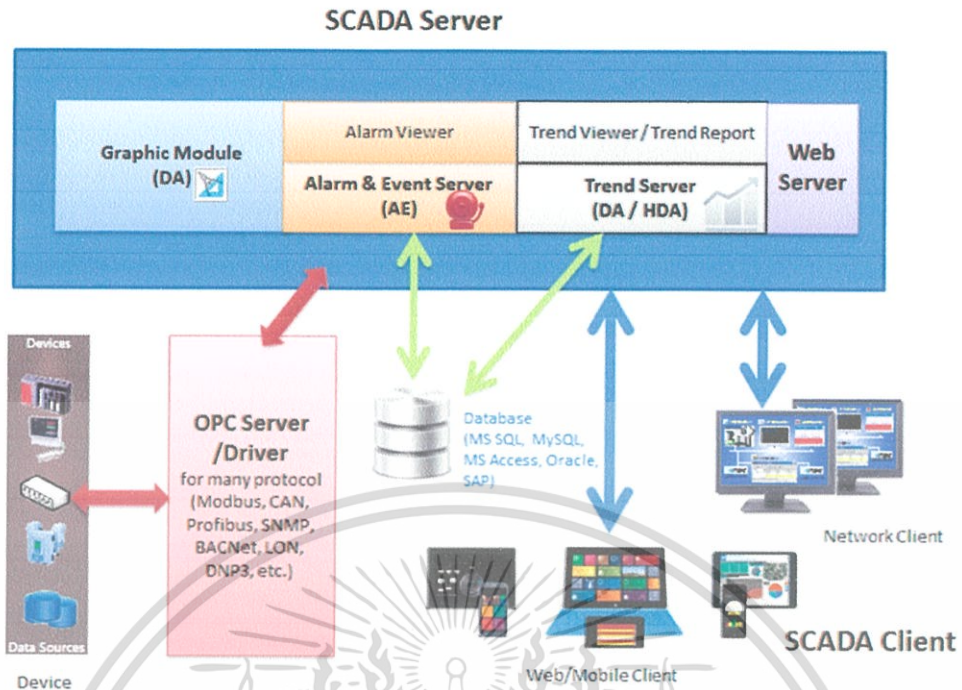 SCADA Server
Graphic Module
(DA)
Alarm Viewer
Alarm & Event Server
(AE)
Trend Viewer / Trend Report
Trend Server
(DA / HDA)
Web
Server
Devices
Data Sources
Device
OPC Server
/Driver
for many protocol
(Modbus, CAN,
Profibus, SNMP,
BACNet, LON,
DNP3, etc.)
Database
(MS SQL, MySQL,
MS Access, Oracle,
SAP)
Network Client
Web/Mobile Client
SCADA Client